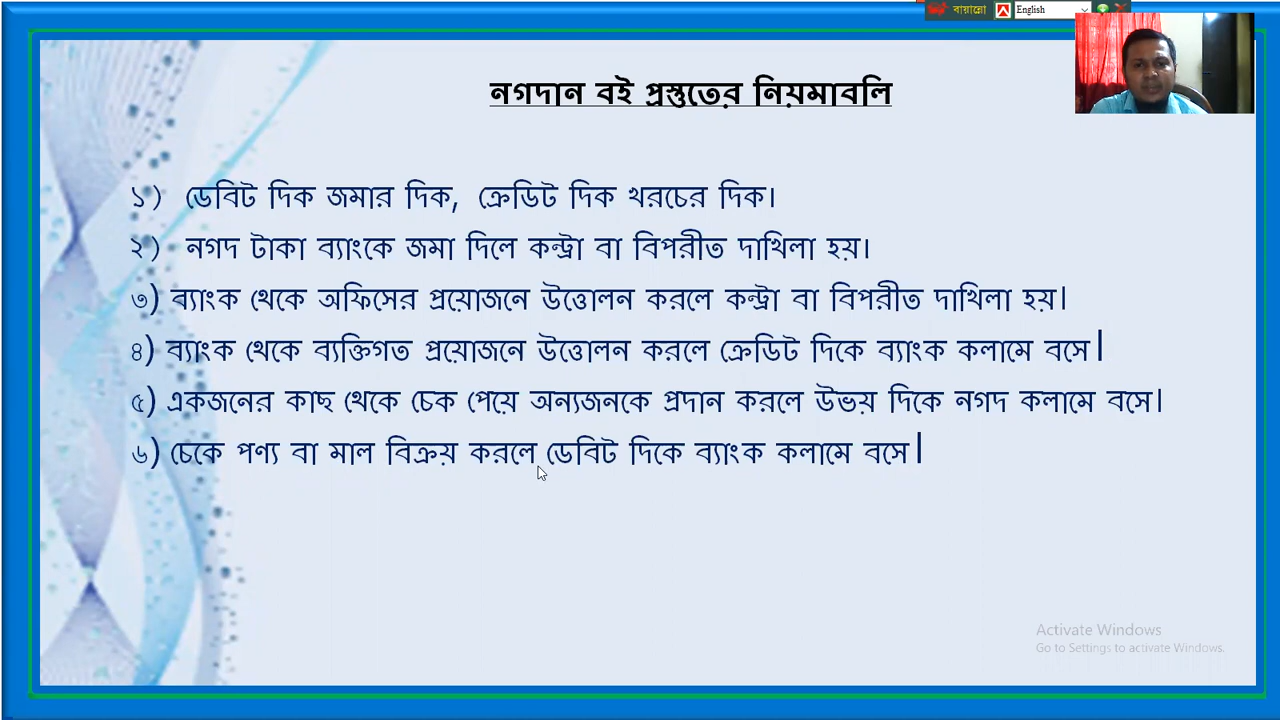 বায়ান্নো English
নগদান বই প্রস্তুতের নিয়মাবলি
১) ডেবিট দিক জমার দিক, ক্রেডিট দিক খরচের দিক।
২) নগদ টাকা ব্যাংকে জমা দিলে কন্ট্রা বা বিপরীত দাখিলা হয়।
৩) ব্যাংক থেকে অফিসের প্রয়োজনে উত্তোলন করলে কন্ট্রা বা বিপরীত দাখিলা হয়।
৪) ব্যাংক থেকে ব্যক্তিগত প্রয়োজনে উত্তোলন করলে ক্রেডিট দিকে ব্যাংক কলামে বসে|
৫) একজনের কাছ থেকে চেক পেয়ে অন্যজনকে প্রদান করলে উভয় দিকে নগদ কলামে বসে।
৬) চেকে পণ্য বা মাল বিক্রয় করলে ডেবিট দিকে ব্যাংক কলামে বসে|
Activate Windows
Go to Settings to activate Windows.